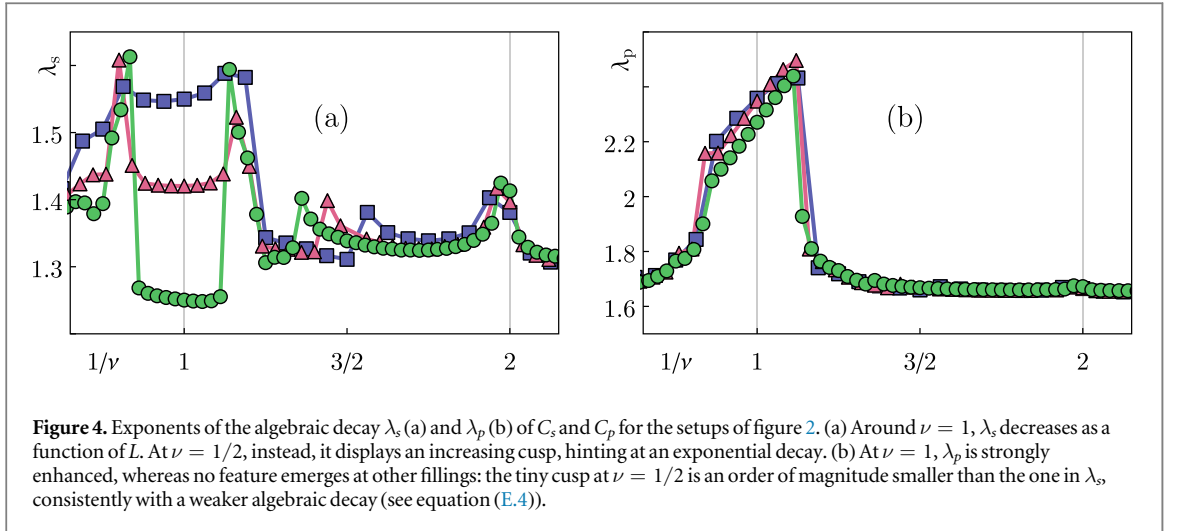 λs
(a)
1.5
1.4
1.3
1/ν 1 3/2 2
λp
(b)
2.2
2
1.8
1.6
1/ν 1 3/2 2
Figure 4. Exponents of the algebraic decay λs (a) and λp (b) of Cs and Cp for the setups of figure 2. (a) Around ν = 1, λs decreases as a
function of L. At ν = 1/2, instead, it displays an increasing cusp, hinting at an exponential decay. (b) At ν = 1, λp is strongly
enhanced, whereas no feature emerges at other fillings: the tiny cusp at ν = 1/2 is an order of magnitude smaller than the one in λs,
consistently with a weaker algebraic decay (see equation (E.4)).